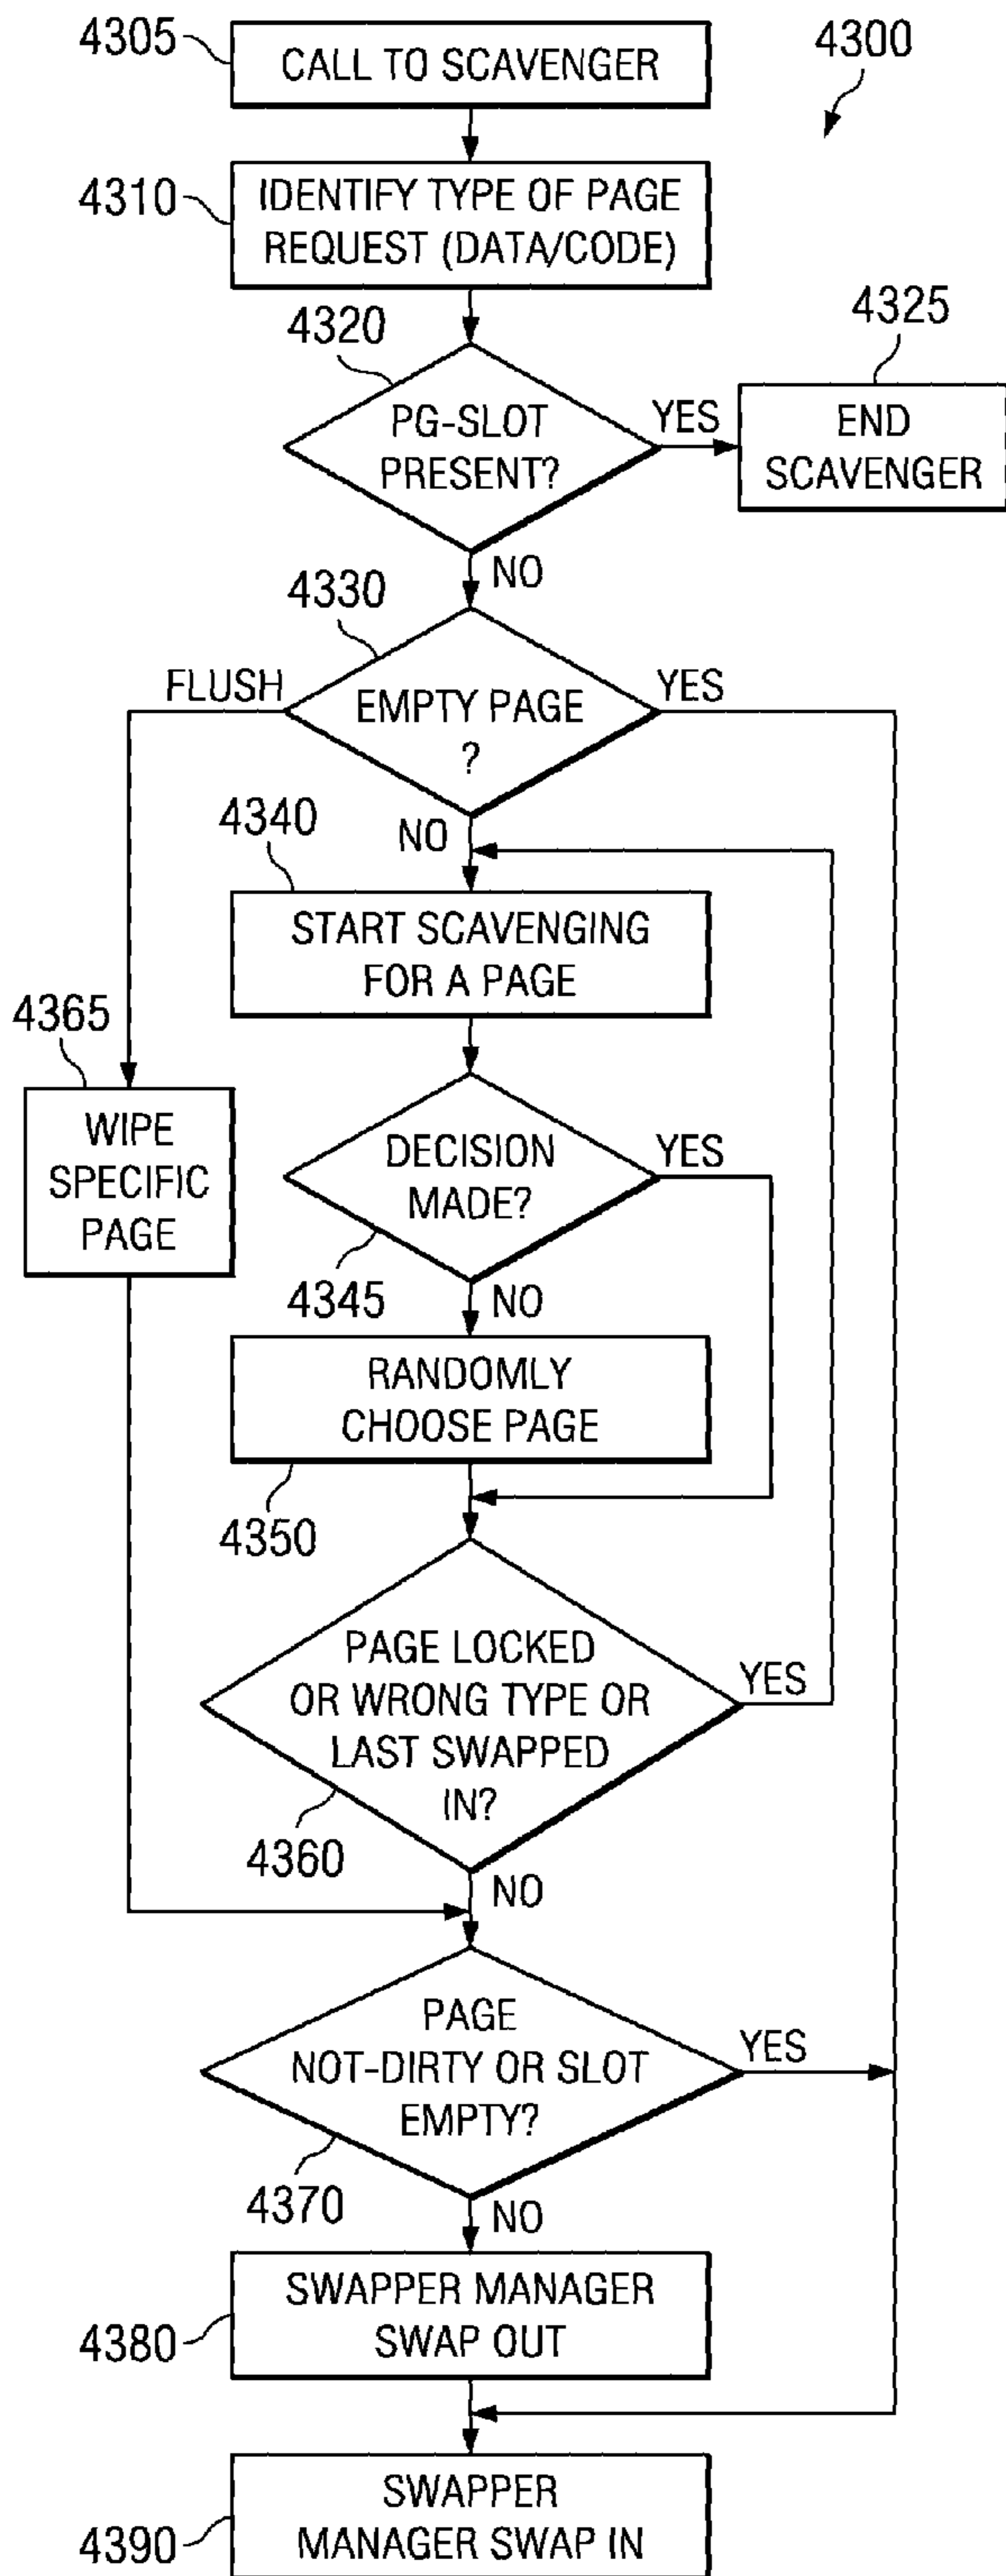 4305
CALL TO SCAVENGER
4300
4310
IDENTIFY TYPE OF PAGE
REQUEST (DATA/CODE)
4320
4325
PG-SLOT
PRESENT?
YES
END
SCAVENGER
NO
4330
FLUSH
EMPTY PAGE
?
YES
4340
NO
START SCAVENGING
FOR A PAGE
4365
WIPE
SPECIFIC
PAGE
DECISION
MADE?
YES
4345
NO
RANDOMLY
CHOOSE PAGE
4350
PAGE LOCKED
OR WRONG TYPE OR
LAST SWAPPED
IN?
YES
4360
NO
PAGE
NOT-DIRTY OR SLOT
EMPTY?
YES
4370
NO
SWAPPER MANAGER
SWAP OUT
4380
SWAPPER
MANAGER SWAP IN
4390